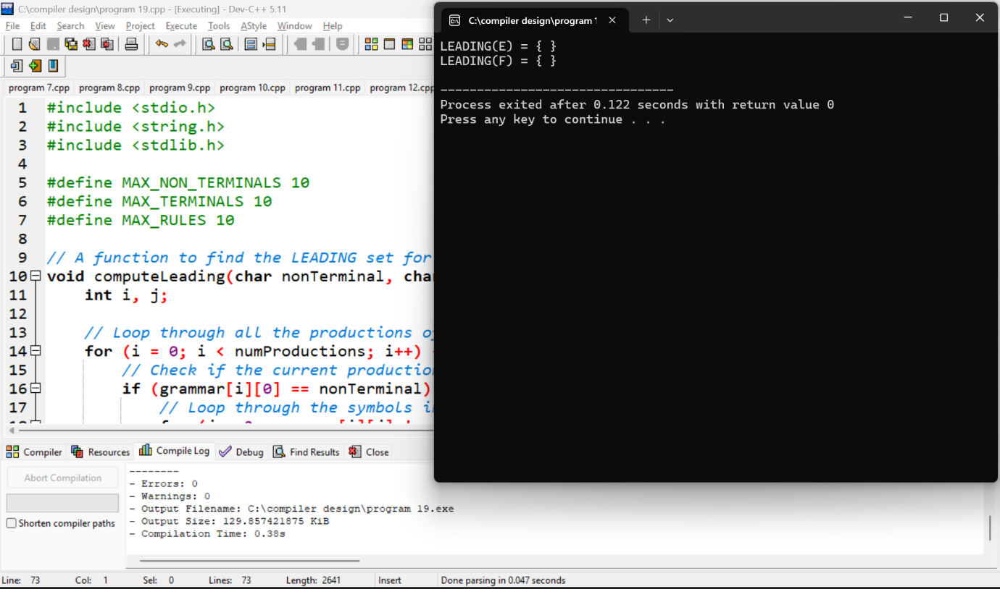 C:\compiler design\program 19.cpp - [Executing] - Dev-C++ 5.11
File Edit Search View Project Execute Tools AStyle Window Help
program 7.cpp program 8.cpp program 9.cpp program 10.cpp program 11.cpp program 12.cpp
1 #include <stdio.h>
2 #include <string.h>
3 #include <stdlib.h>
4
5 #define MAX_NON_TERMINALS 10
6 #define MAX_TERMINALS 10
7 #define MAX_RULES 10
8
9 // A function to find the LEADING set for
10 void computeLeading(char nonTerminal, cha
11 int i, j;
12
13 // Loop through all the productions o
14 for (i = 0; i < numProductions; i++)
15 // Check if the current production
16 if (grammar[i][0] == nonTerminal)
17 // Loop through the symbols i
C:\compiler design\program 1
LEADING(E) = { }
LEADING(F) = { }
--------------------------------
Process exited after 0.122 seconds with return value 0
Press any key to continue . . .
Compiler Resources Compile Log Debug Find Results Close
Abort Compilation
Shorten compiler paths
--------
- Errors: 0
- Warnings: 0
- Output Filename: C:\compiler design\program 19.exe
- Output Size: 129.857421875 KiB
- Compilation Time: 0.38s
Line: 73 Col: 1 Sel: 0 Lines: 73 Length: 2641 Insert Done parsing in 0.047 seconds